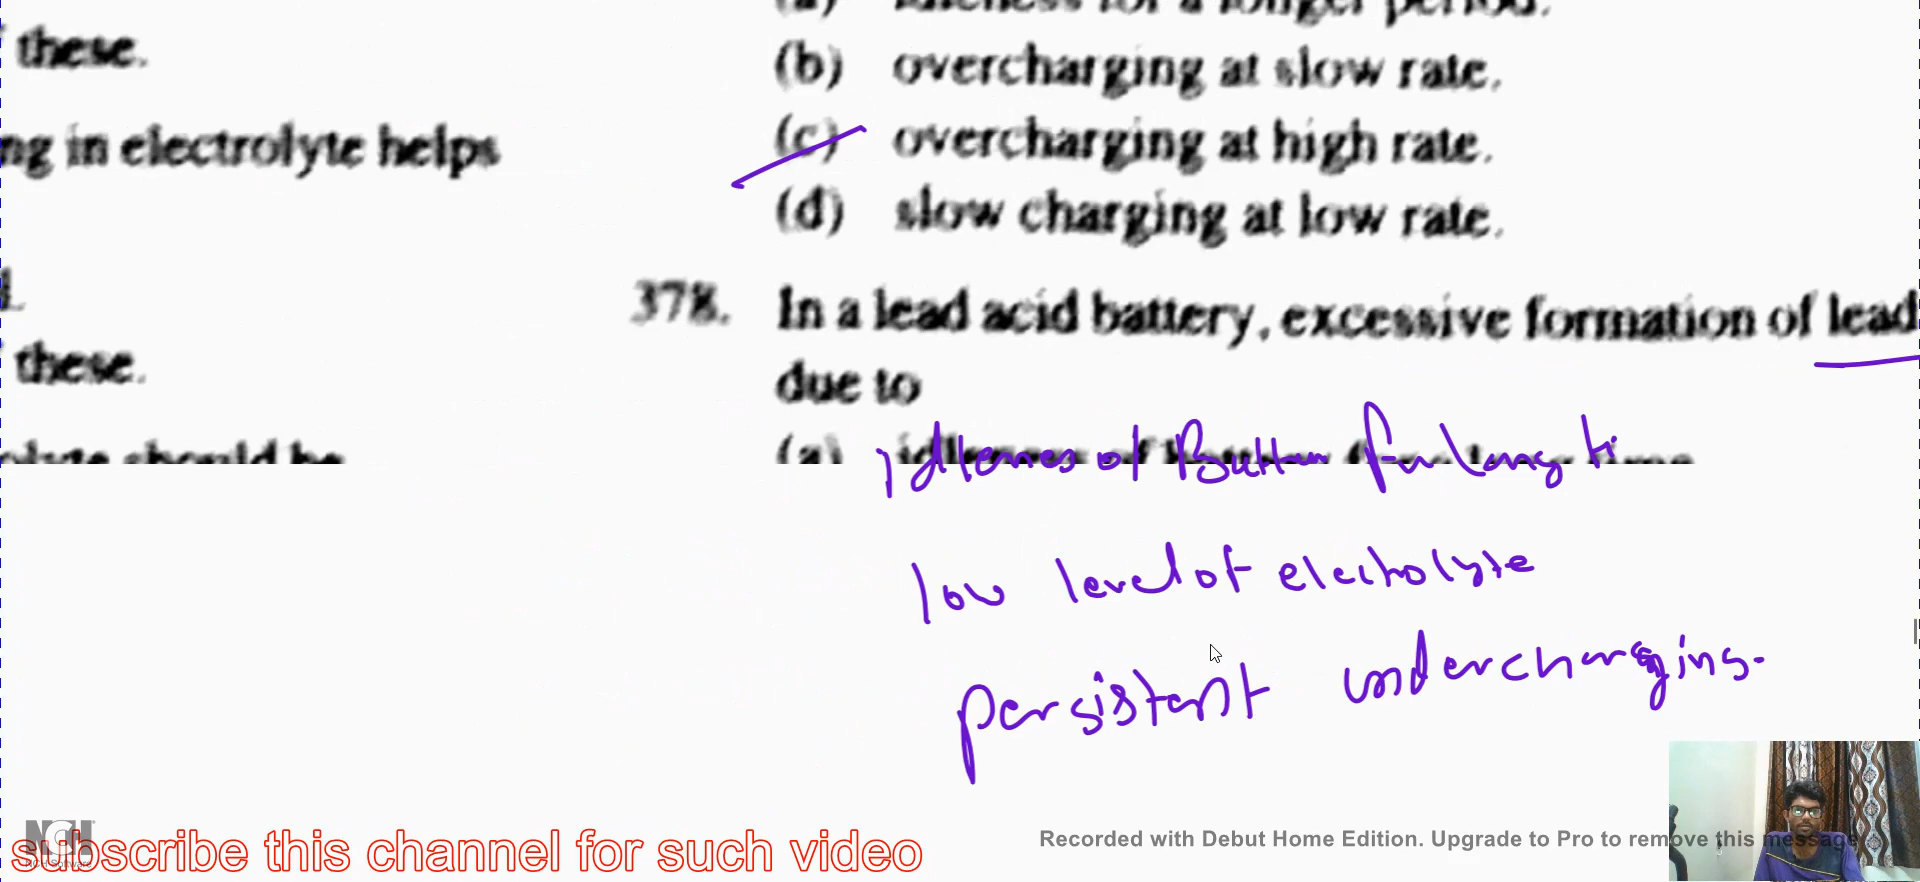 these.
ng in electrolyte helps
these.
(b) overcharging at slow rate.
(c) overcharging at high rate.
(d) slow charging at low rate.
378. In a lead acid battery, excessive formation of lead
due to
(a)
idleness of for long
low level of electrolyte
persistent undercharging.
subscribe this channel for such video
NCH Software
Recorded with Debut Home Edition. Upgrade to Pro to remove this message